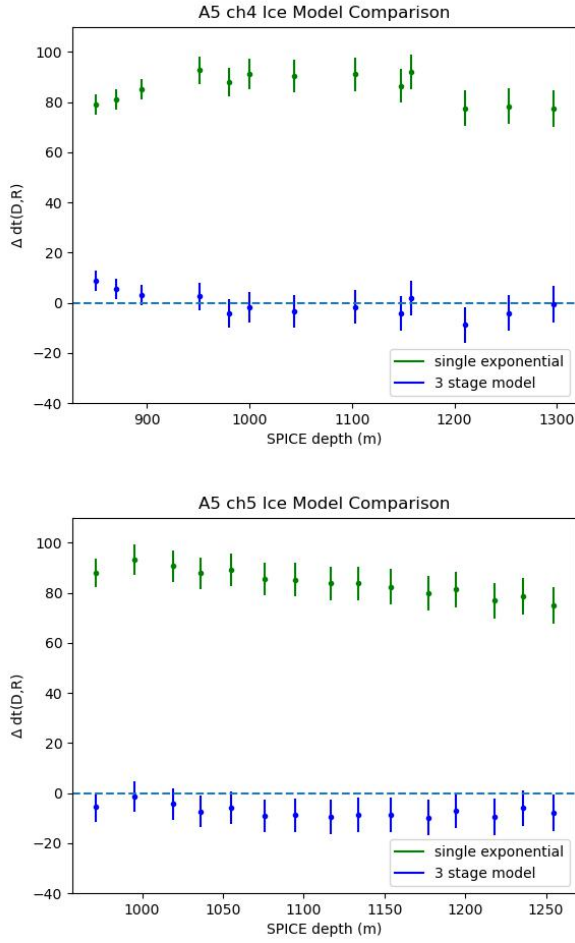 A5 ch4 Ice Model Comparison
100
80
60
40
20
0
−20
−40
Δ dt(D,R)
single exponential
3 stage model
900
1000
1100
1200
1300
SPICE depth (m)
A5 ch5 Ice Model Comparison
100
80
60
40
20
0
−20
−40
Δ dt(D,R)
single exponential
3 stage model
1000
1050
1100
1150
1200
1250
SPICE depth (m)